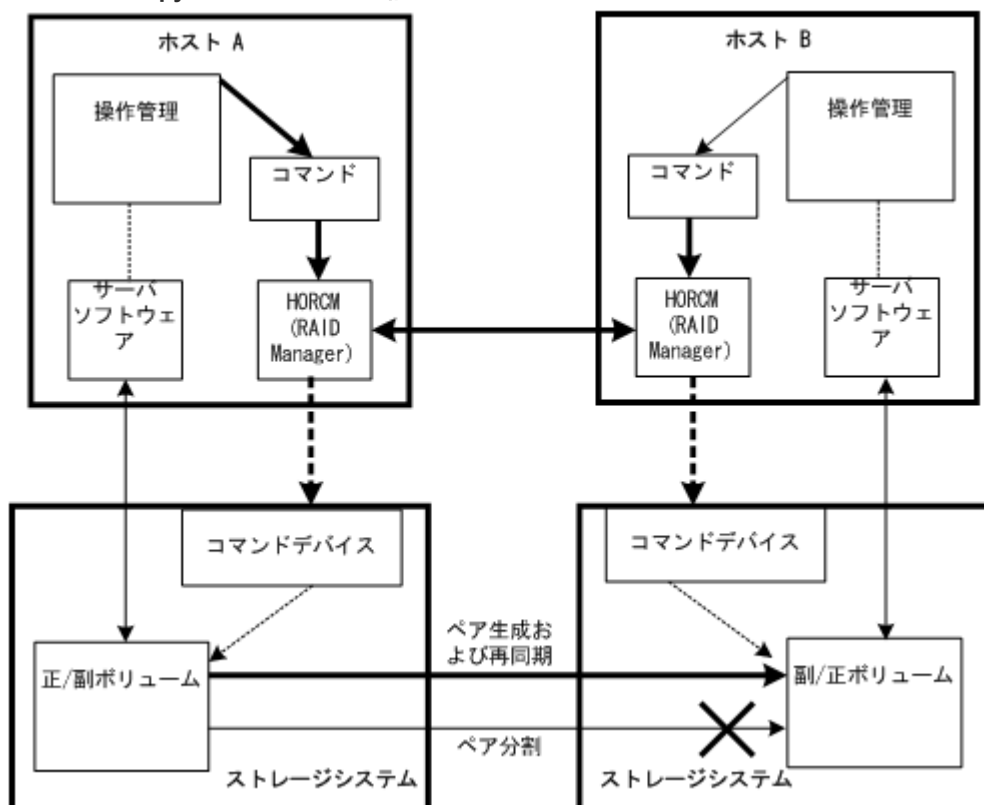 ホスト A
操作管理
コマンド
サーバ
ソフトウェ
ア
HORCM
(RAID
Manager)
ホスト B
操作管理
コマンド
HORCM
(RAID
Manager)
サーバ
ソフトウェ
ア
コマンドデバイス
正/副ボリューム
ストレージシステム
ペア生成お
よび再同期
ペア分割
コマンドデバイス
副/正ボリューム
ストレージシステム